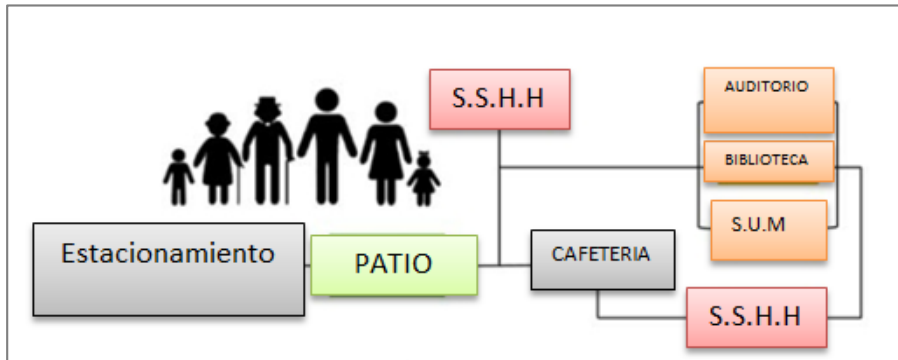 S.S.H.H
AUDITORIO
BIBLIOTECA
S.U.M
Estacionamiento
PATIO
CAFETERIA
S.S.H.H